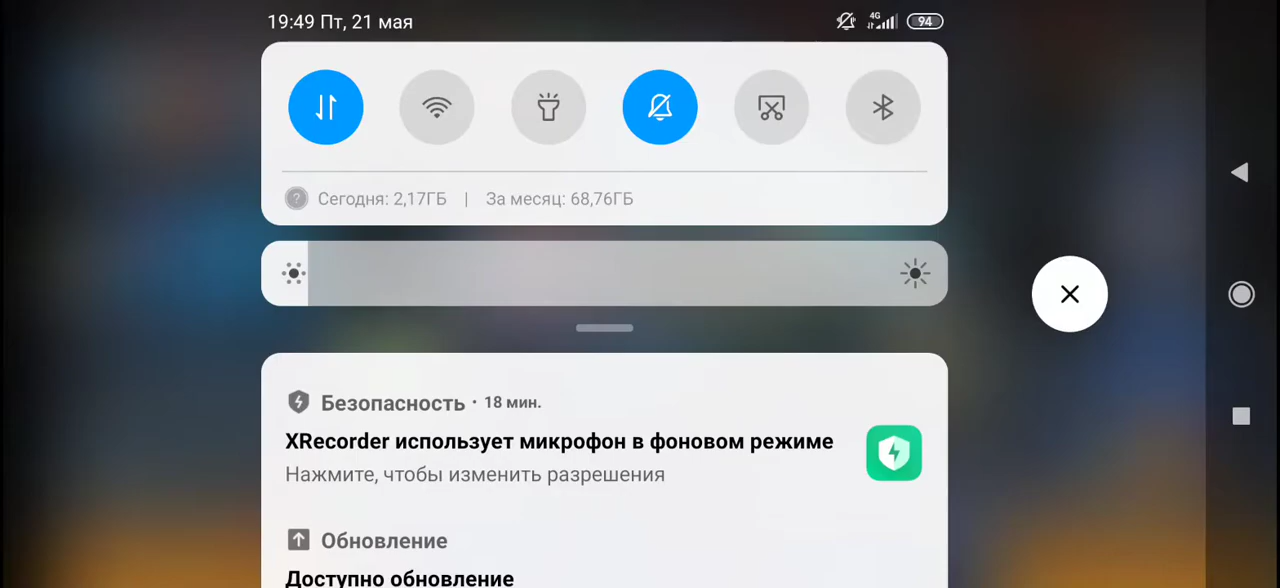 19:49 Пт, 21 мая
4G 94
Сегодня: 2,17ГБ | За месяц: 68,76ГБ
Безопасность · 18 мин.
XRecorder использует микрофон в фоновом режиме
Нажмите, чтобы изменить разрешения
Обновление
Доступно обновление